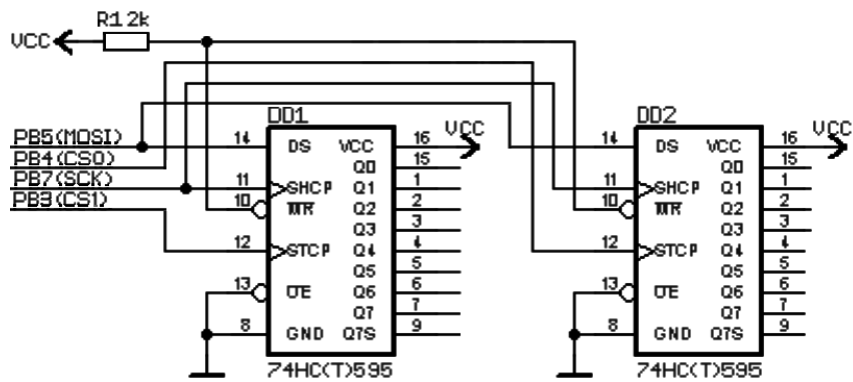 R1 2k
VCC
DD1
DD2
PB5(MOSI)
PB4(CS0)
PB7(SCK)
PB3(CS1)
14 DS VCC 16 VCC
Q0 15
11 SHCP Q1 1
10 MR Q2 2
Q3 3
12 STCP Q4 4
Q5 5
13 OE Q6 6
Q7 7
8 GND Q7S 9
74HC(T)595
14 DS VCC 16 VCC
Q0 15
11 SHCP Q1 1
10 MR Q2 2
Q3 3
12 STCP Q4 4
Q5 5
13 OE Q6 6
Q7 7
8 GND Q7S 9
74HC(T)595